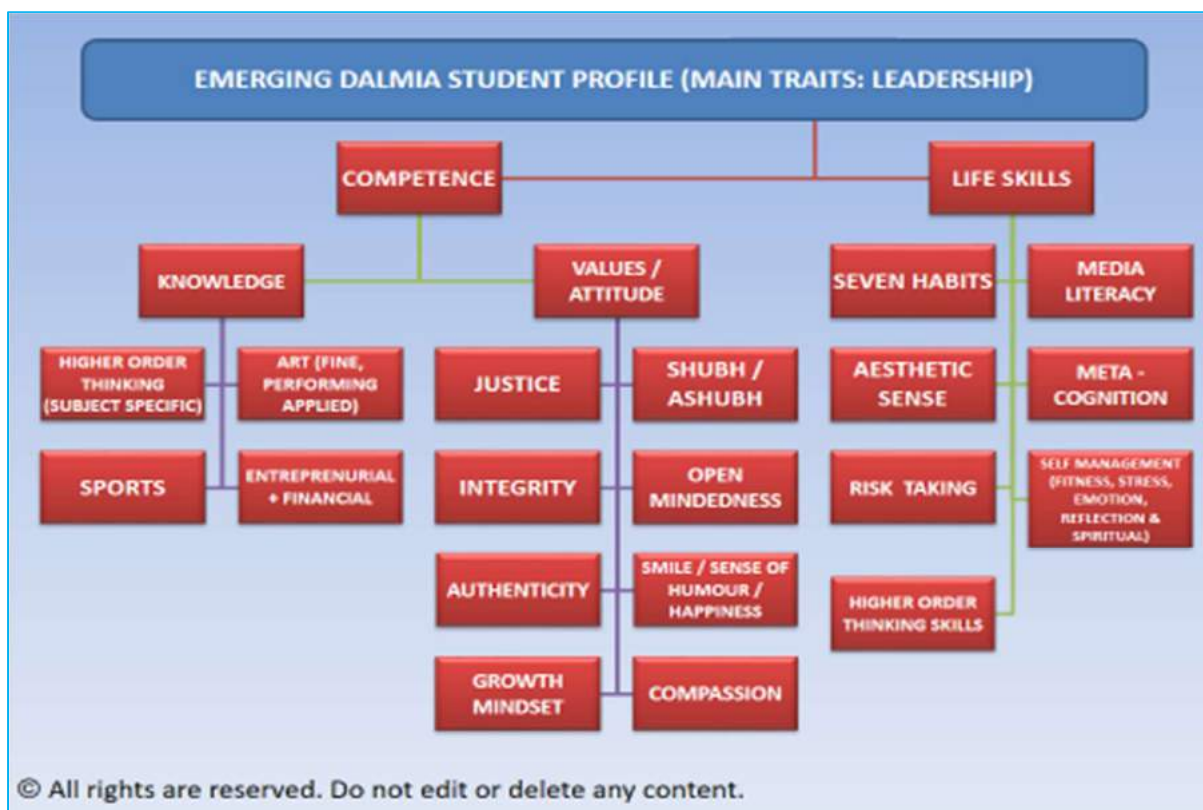 EMERGING DALMIA STUDENT PROFILE (MAIN TRAITS: LEADERSHIP)
COMPETENCE
LIFE SKILLS
KNOWLEDGE
VALUES /
ATTITUDE
SEVEN HABITS
MEDIA
LITERACY
HIGHER ORDER
THINKING
(SUBJECT SPECIFIC)
ART (FINE,
PERFORMING
APPLIED)
JUSTICE
SHUBH /
ASHUBH
AESTHETIC
SENSE
META -
COGNITION
SPORTS
ENTREPRENURIAL
+ FINANCIAL
INTEGRITY
OPEN
MINDEDNESS
RISK TAKING
SELF MANAGEMENT
(FITNESS, STRESS,
EMOTION,
REFLECTION &
SPIRITUAL)
AUTHENTICITY
SMILE / SENSE OF
HUMOUR /
HAPPINESS
HIGHER ORDER
THINKING SKILLS
GROWTH
MINDSET
COMPASSION
© All rights are reserved. Do not edit or delete any content.